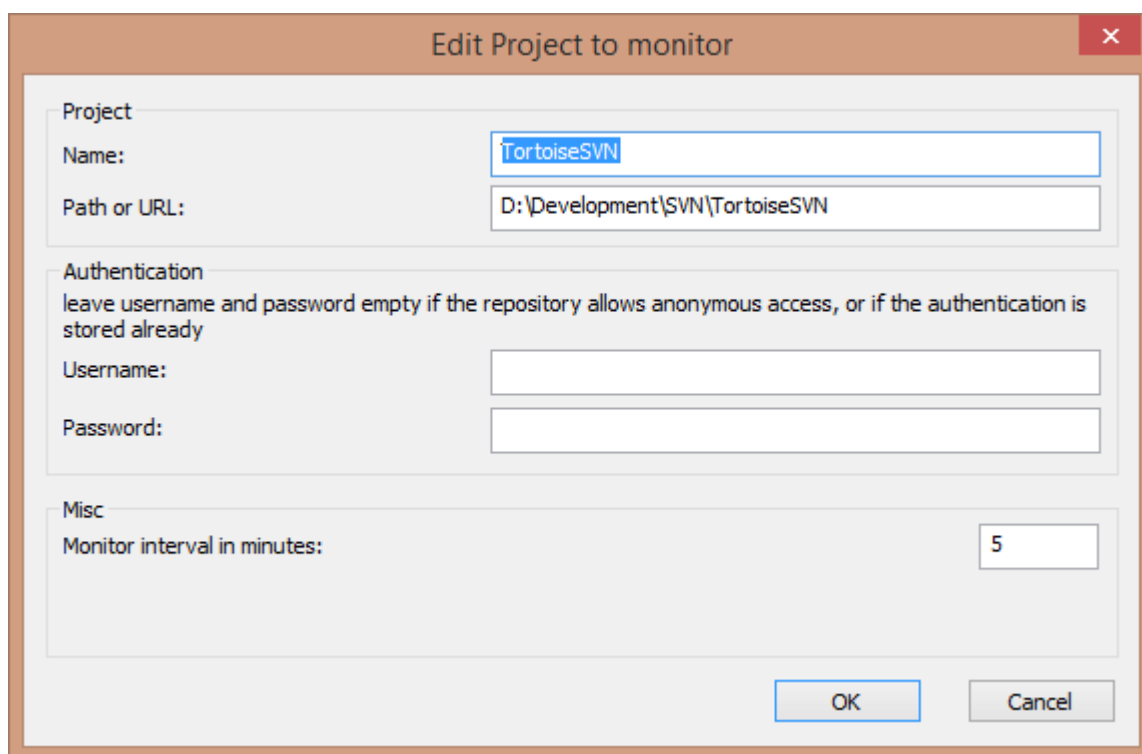 Edit Project to monitor
Project
Name:
TortoiseSVN
Path or URL:
D:\Development\SVN\TortoiseSVN
Authentication
leave username and password empty if the repository allows anonymous access, or if the authentication is
stored already
Username:
Password:
Misc
Monitor interval in minutes:
5
OK
Cancel